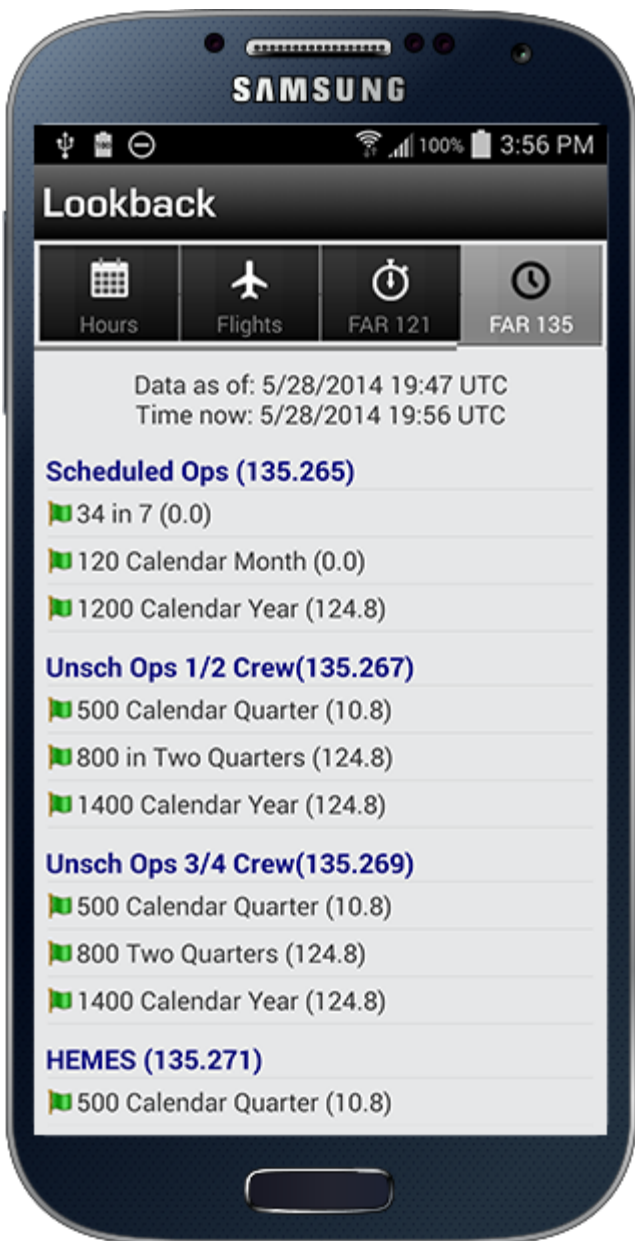 SAMSUNG
100% 3:56 PM
Lookback
Hours Flights FAR 121 FAR 135
Data as of: 5/28/2014 19:47 UTC
Time now: 5/28/2014 19:56 UTC
Scheduled Ops (135.265)
34 in 7 (0.0)
120 Calendar Month (0.0)
1200 Calendar Year (124.8)
Unsch Ops 1/2 Crew(135.267)
500 Calendar Quarter (10.8)
800 in Two Quarters (124.8)
1400 Calendar Year (124.8)
Unsch Ops 3/4 Crew(135.269)
500 Calendar Quarter (10.8)
800 Two Quarters (124.8)
1400 Calendar Year (124.8)
HEMES (135.271)
500 Calendar Quarter (10.8)